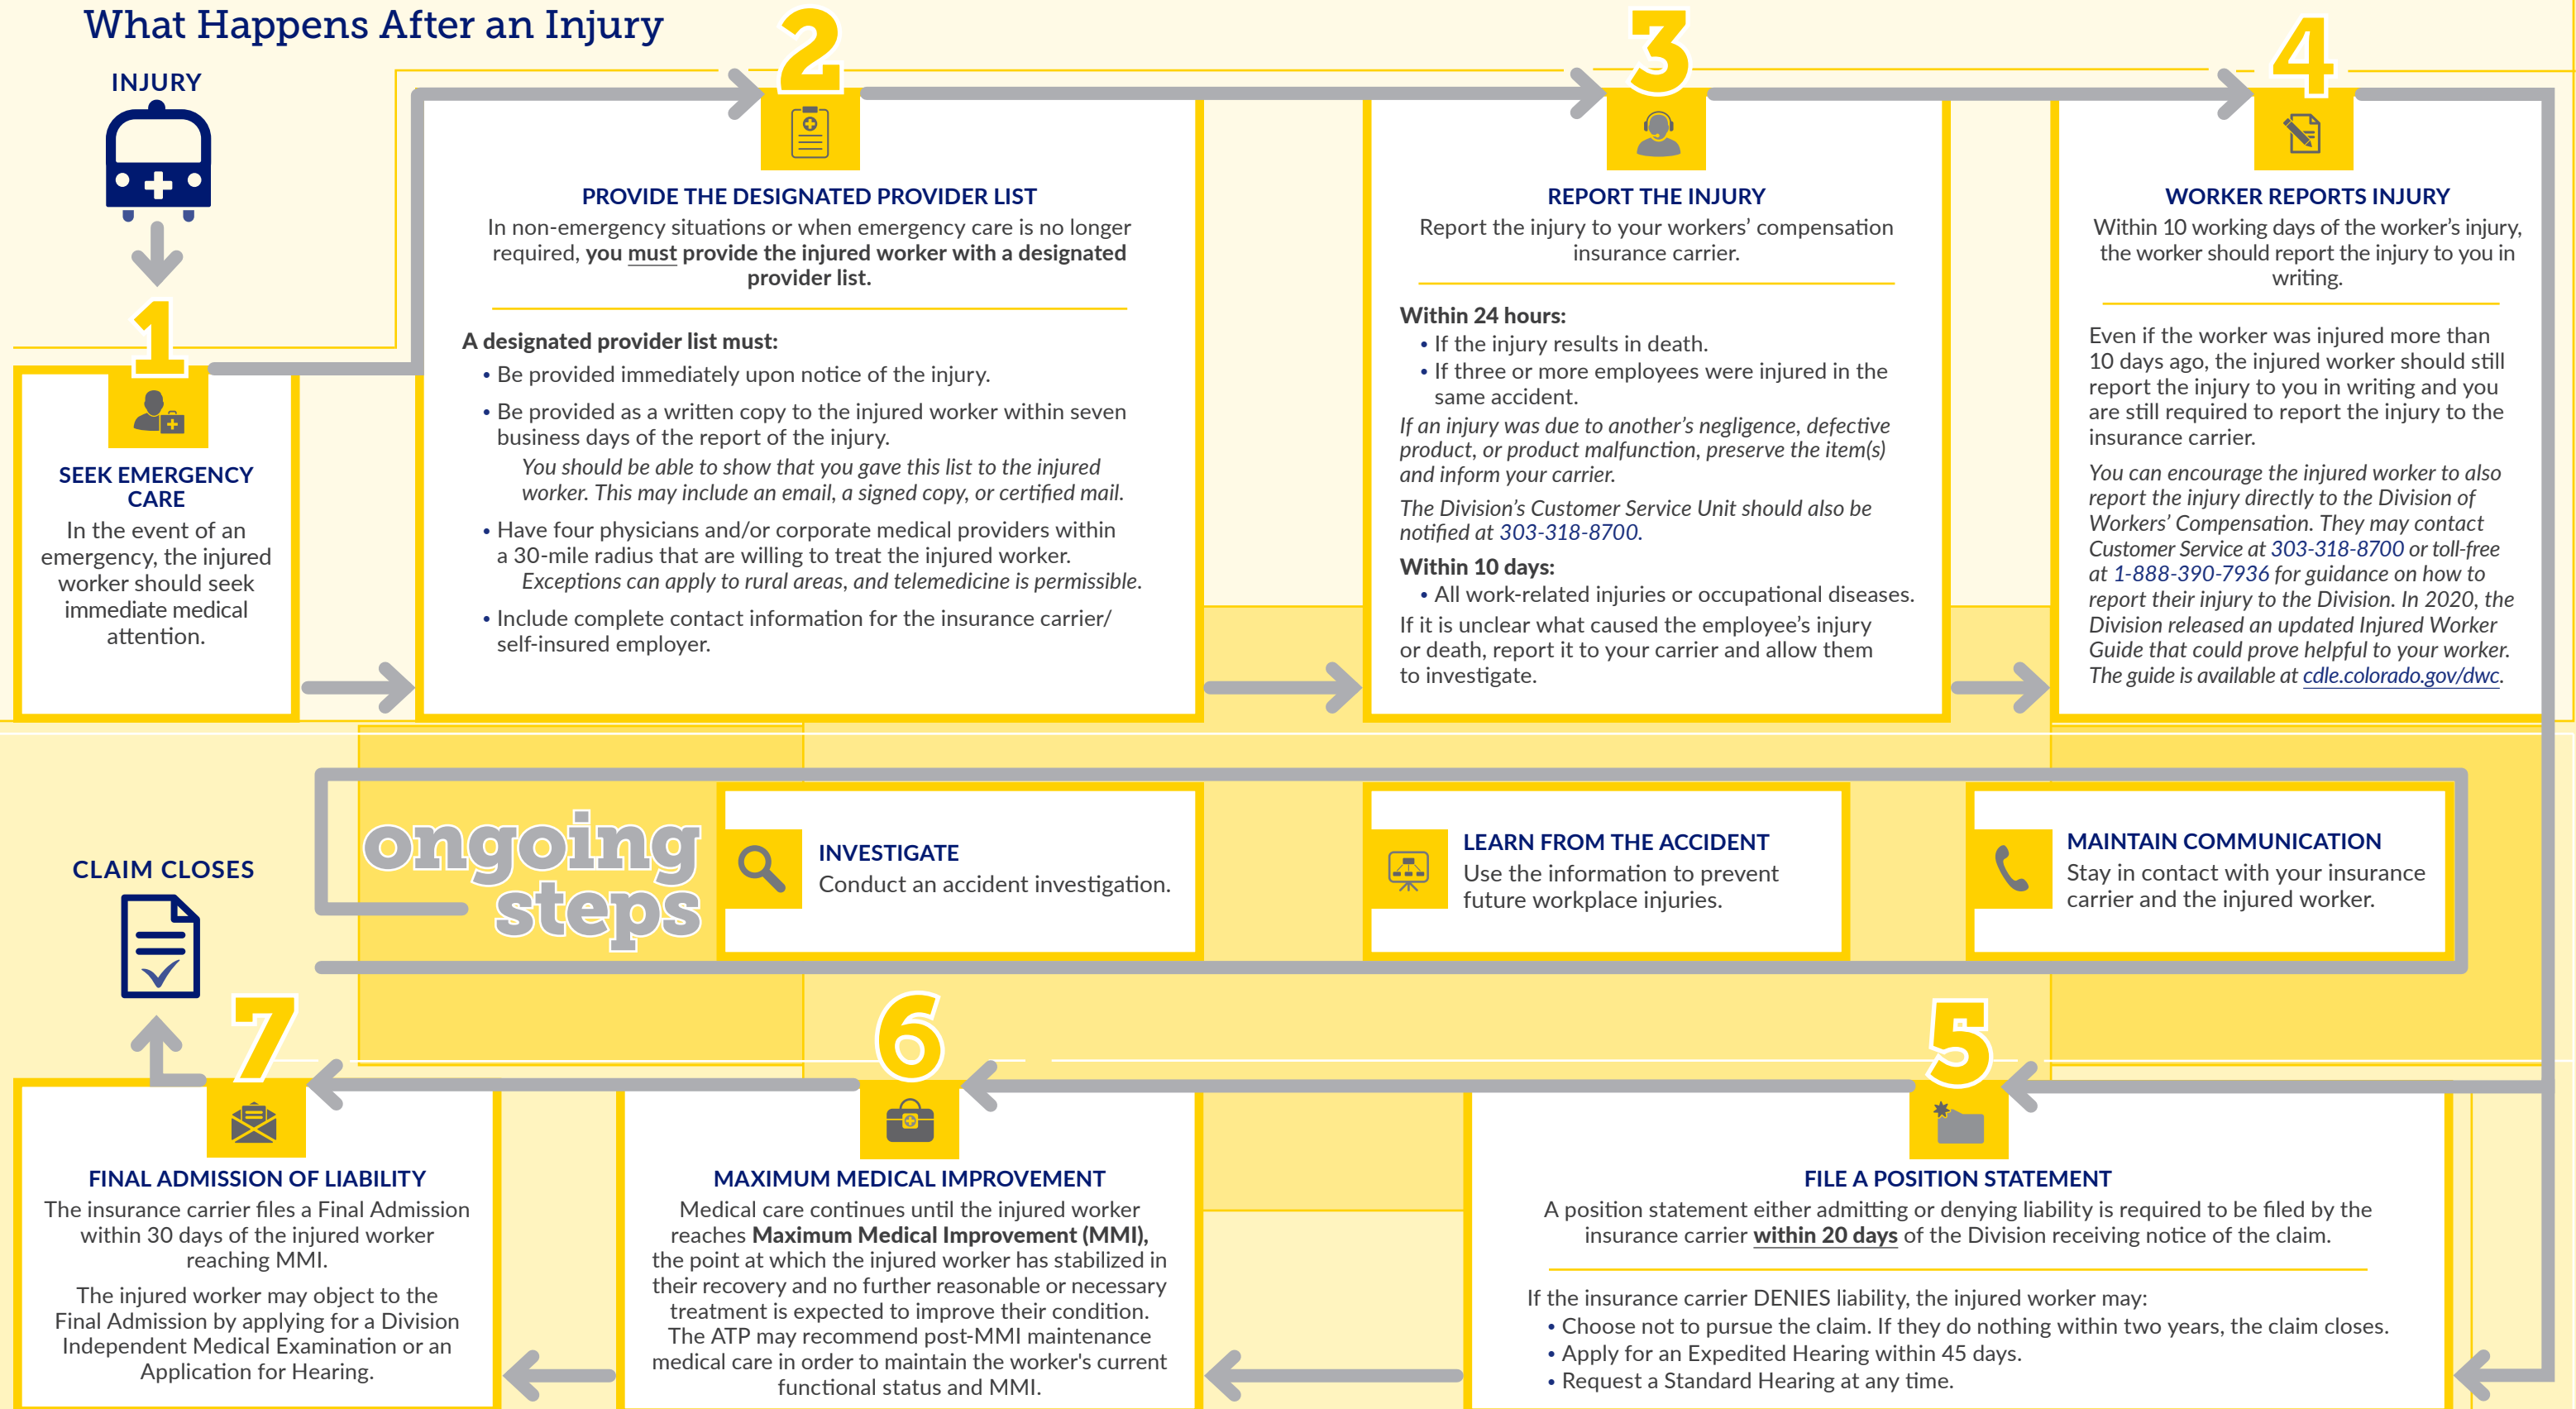 What Happens After an Injury
INJURY
1
SEEK EMERGENCY
CARE
In the event of an
emergency, the injured
worker should seek
immediate medical
attention.
2
PROVIDE THE DESIGNATED PROVIDER LIST
In non-emergency situations or when emergency care is no longer
required, you must provide the injured worker with a designated
provider list.
A designated provider list must:
• Be provided immediately upon notice of the injury.
• Be provided as a written copy to the injured worker within seven
business days of the report of the injury.
You should be able to show that you gave this list to the injured
worker. This may include an email, a signed copy, or certified mail.
• Have four physicians and/or corporate medical providers within
a 30-mile radius that are willing to treat the injured worker.
Exceptions can apply to rural areas, and telemedicine is permissible.
• Include complete contact information for the insurance carrier/
self-insured employer.
3
REPORT THE INJURY
Report the injury to your workers’ compensation
insurance carrier.
Within 24 hours:
• If the injury results in death.
• If three or more employees were injured in the
same accident.
If an injury was due to another’s negligence, defective
product, or product malfunction, preserve the item(s)
and inform your carrier.
The Division’s Customer Service Unit should also be
notified at 303-318-8700.
Within 10 days:
• All work-related injuries or occupational diseases.
If it is unclear what caused the employee’s injury
or death, report it to your carrier and allow them
to investigate.
4
WORKER REPORTS INJURY
Within 10 working days of the worker’s injury,
the worker should report the injury to you in
writing.
Even if the worker was injured more than
10 days ago, the injured worker should still
report the injury to you in writing and you
are still required to report the injury to the
insurance carrier.
You can encourage the injured worker to also
report the injury directly to the Division of
Workers’ Compensation. They may contact
Customer Service at 303-318-8700 or toll-free
at 1-888-390-7936 for guidance on how to
report their injury to the Division. In 2020, the
Division released an updated Injured Worker
Guide that could prove helpful to your worker.
The guide is available at cdle.colorado.gov/dwc.
ongoing
steps
INVESTIGATE
Conduct an accident investigation.
LEARN FROM THE ACCIDENT
Use the information to prevent
future workplace injuries.
MAINTAIN COMMUNICATION
Stay in contact with your insurance
carrier and the injured worker.
5
FILE A POSITION STATEMENT
A position statement either admitting or denying liability is required to be filed by the
insurance carrier within 20 days of the Division receiving notice of the claim.
If the insurance carrier DENIES liability, the injured worker may:
• Choose not to pursue the claim. If they do nothing within two years, the claim closes.
• Apply for an Expedited Hearing within 45 days.
• Request a Standard Hearing at any time.
6
MAXIMUM MEDICAL IMPROVEMENT
Medical care continues until the injured worker
reaches Maximum Medical Improvement (MMI),
the point at which the injured worker has stabilized in
their recovery and no further reasonable or necessary
treatment is expected to improve their condition.
The ATP may recommend post-MMI maintenance
medical care in order to maintain the worker's current
functional status and MMI.
7
FINAL ADMISSION OF LIABILITY
The insurance carrier files a Final Admission
within 30 days of the injured worker
reaching MMI.
The injured worker may object to the
Final Admission by applying for a Division
Independent Medical Examination or an
Application for Hearing.
CLAIM CLOSES